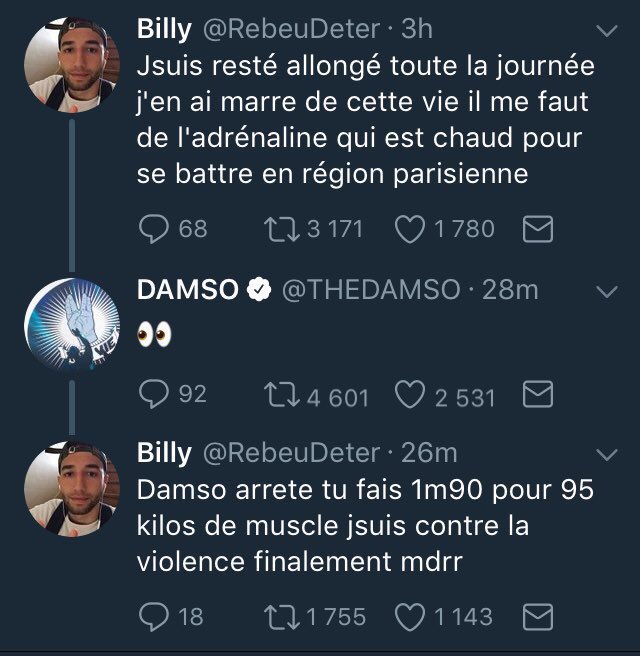 Billy @RebeuDeter · 3h
Jsuis resté allongé toute la journée
j'en ai marre de cette vie il me faut
de l'adrénaline qui est chaud pour
se battre en région parisienne
68 3 171 1 780
DAMSO @THEDAMSO · 28m
👀
92 4 601 2 531
Billy @RebeuDeter · 26m
Damso arrete tu fais 1m90 pour 95
kilos de muscle jsuis contre la
violence finalement mdrr
18 1 755 1 143